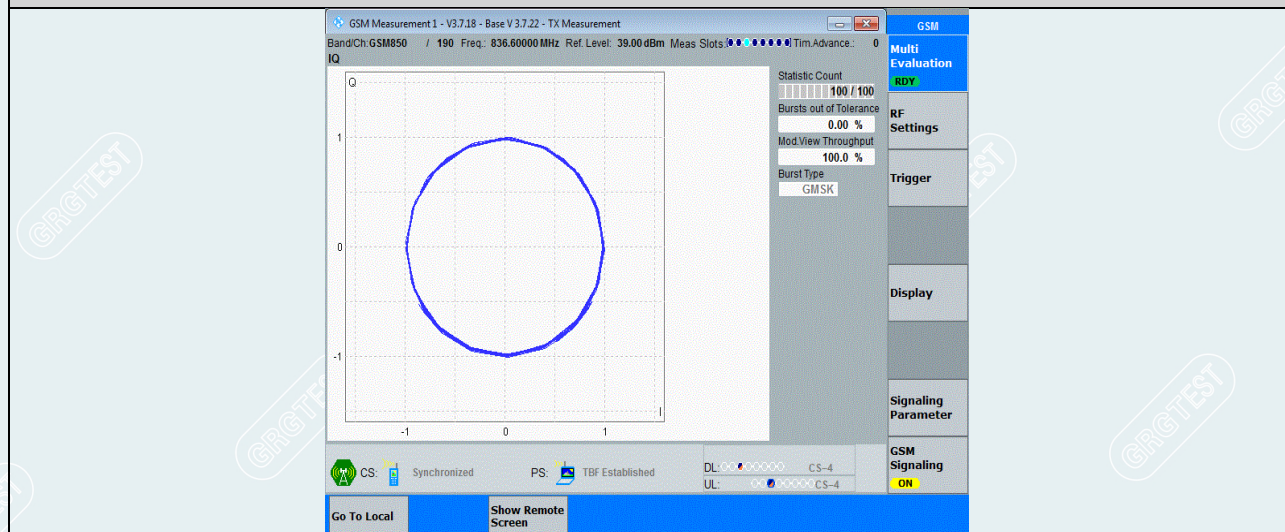 GSM Measurement 1 - V3.7.18 - Base V 3.7.22 - TX Measurement
GSM
Band/Ch: GSM850 / 190 Freq.: 836.60000 MHz Ref. Level: 39.00 dBm Meas Slots: Tim.Advance.: 0
IQ
Multi
Evaluation
RDY
Q
1
0
-1
I
-1 0 1
Statistic Count
100 / 100
Bursts out of Tolerance
0.00 %
Mod.View Throughput
100.0 %
Burst Type
GMSK
RF
Settings
Trigger
Display
Signaling
Parameter
GSM
Signaling
ON
CS: Synchronized PS: TBF Established
DL: CS-4
UL: CS-4
Go To Local
Show Remote
Screen
GRGTEST
GRGTEST
GRGTEST
GRGTEST